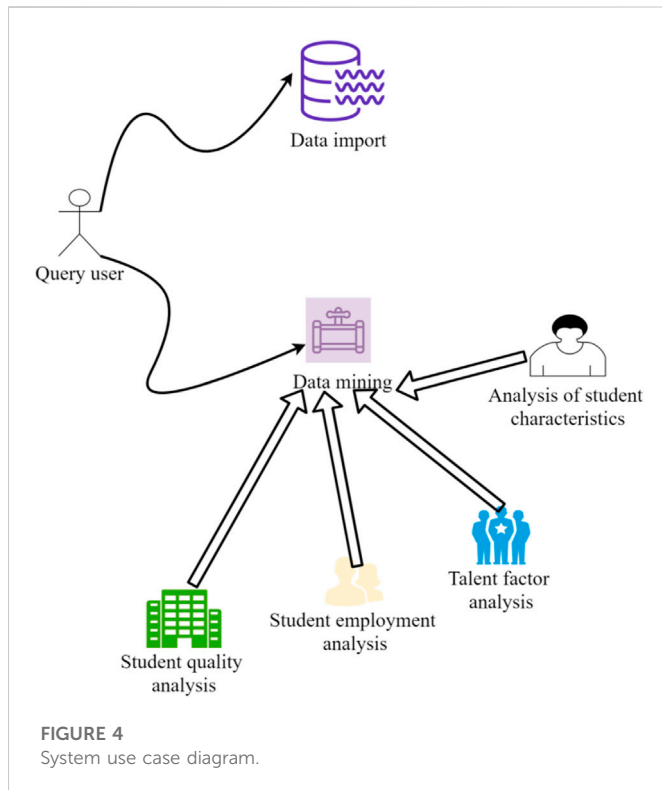 Data import
Query user
Data mining
Analysis of student
characteristics
Talent factor
analysis
Student employment
analysis
Student quality
analysis
FIGURE 4
System use case diagram.